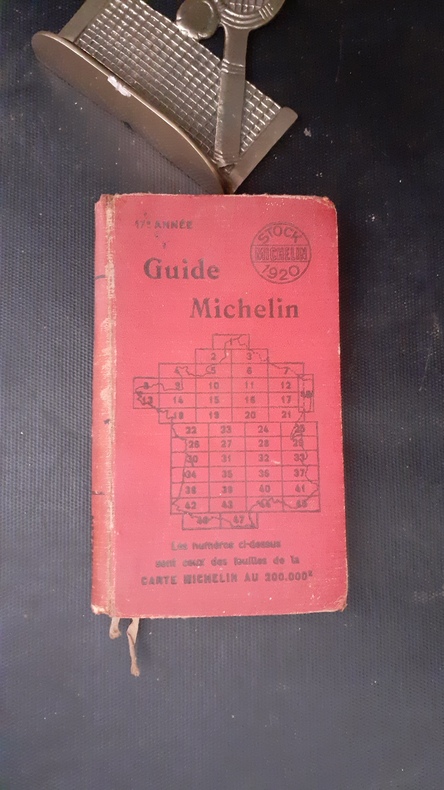 17e ANNÉE
STOCK
MICHELIN
1920
Guide
Michelin
1
2 3
4 5 6 7
8 9 10 11 12
13 14 15 16 17 18
18 19 20 21
22 23 24 25
26 27 28 29
30 31 32 33
34 35 36 37
38 39 40 41
42 43 44 45
46 47
Les numéros ci-dessus
sont ceux des feuilles de la
CARTE MICHELIN AU 200.000e